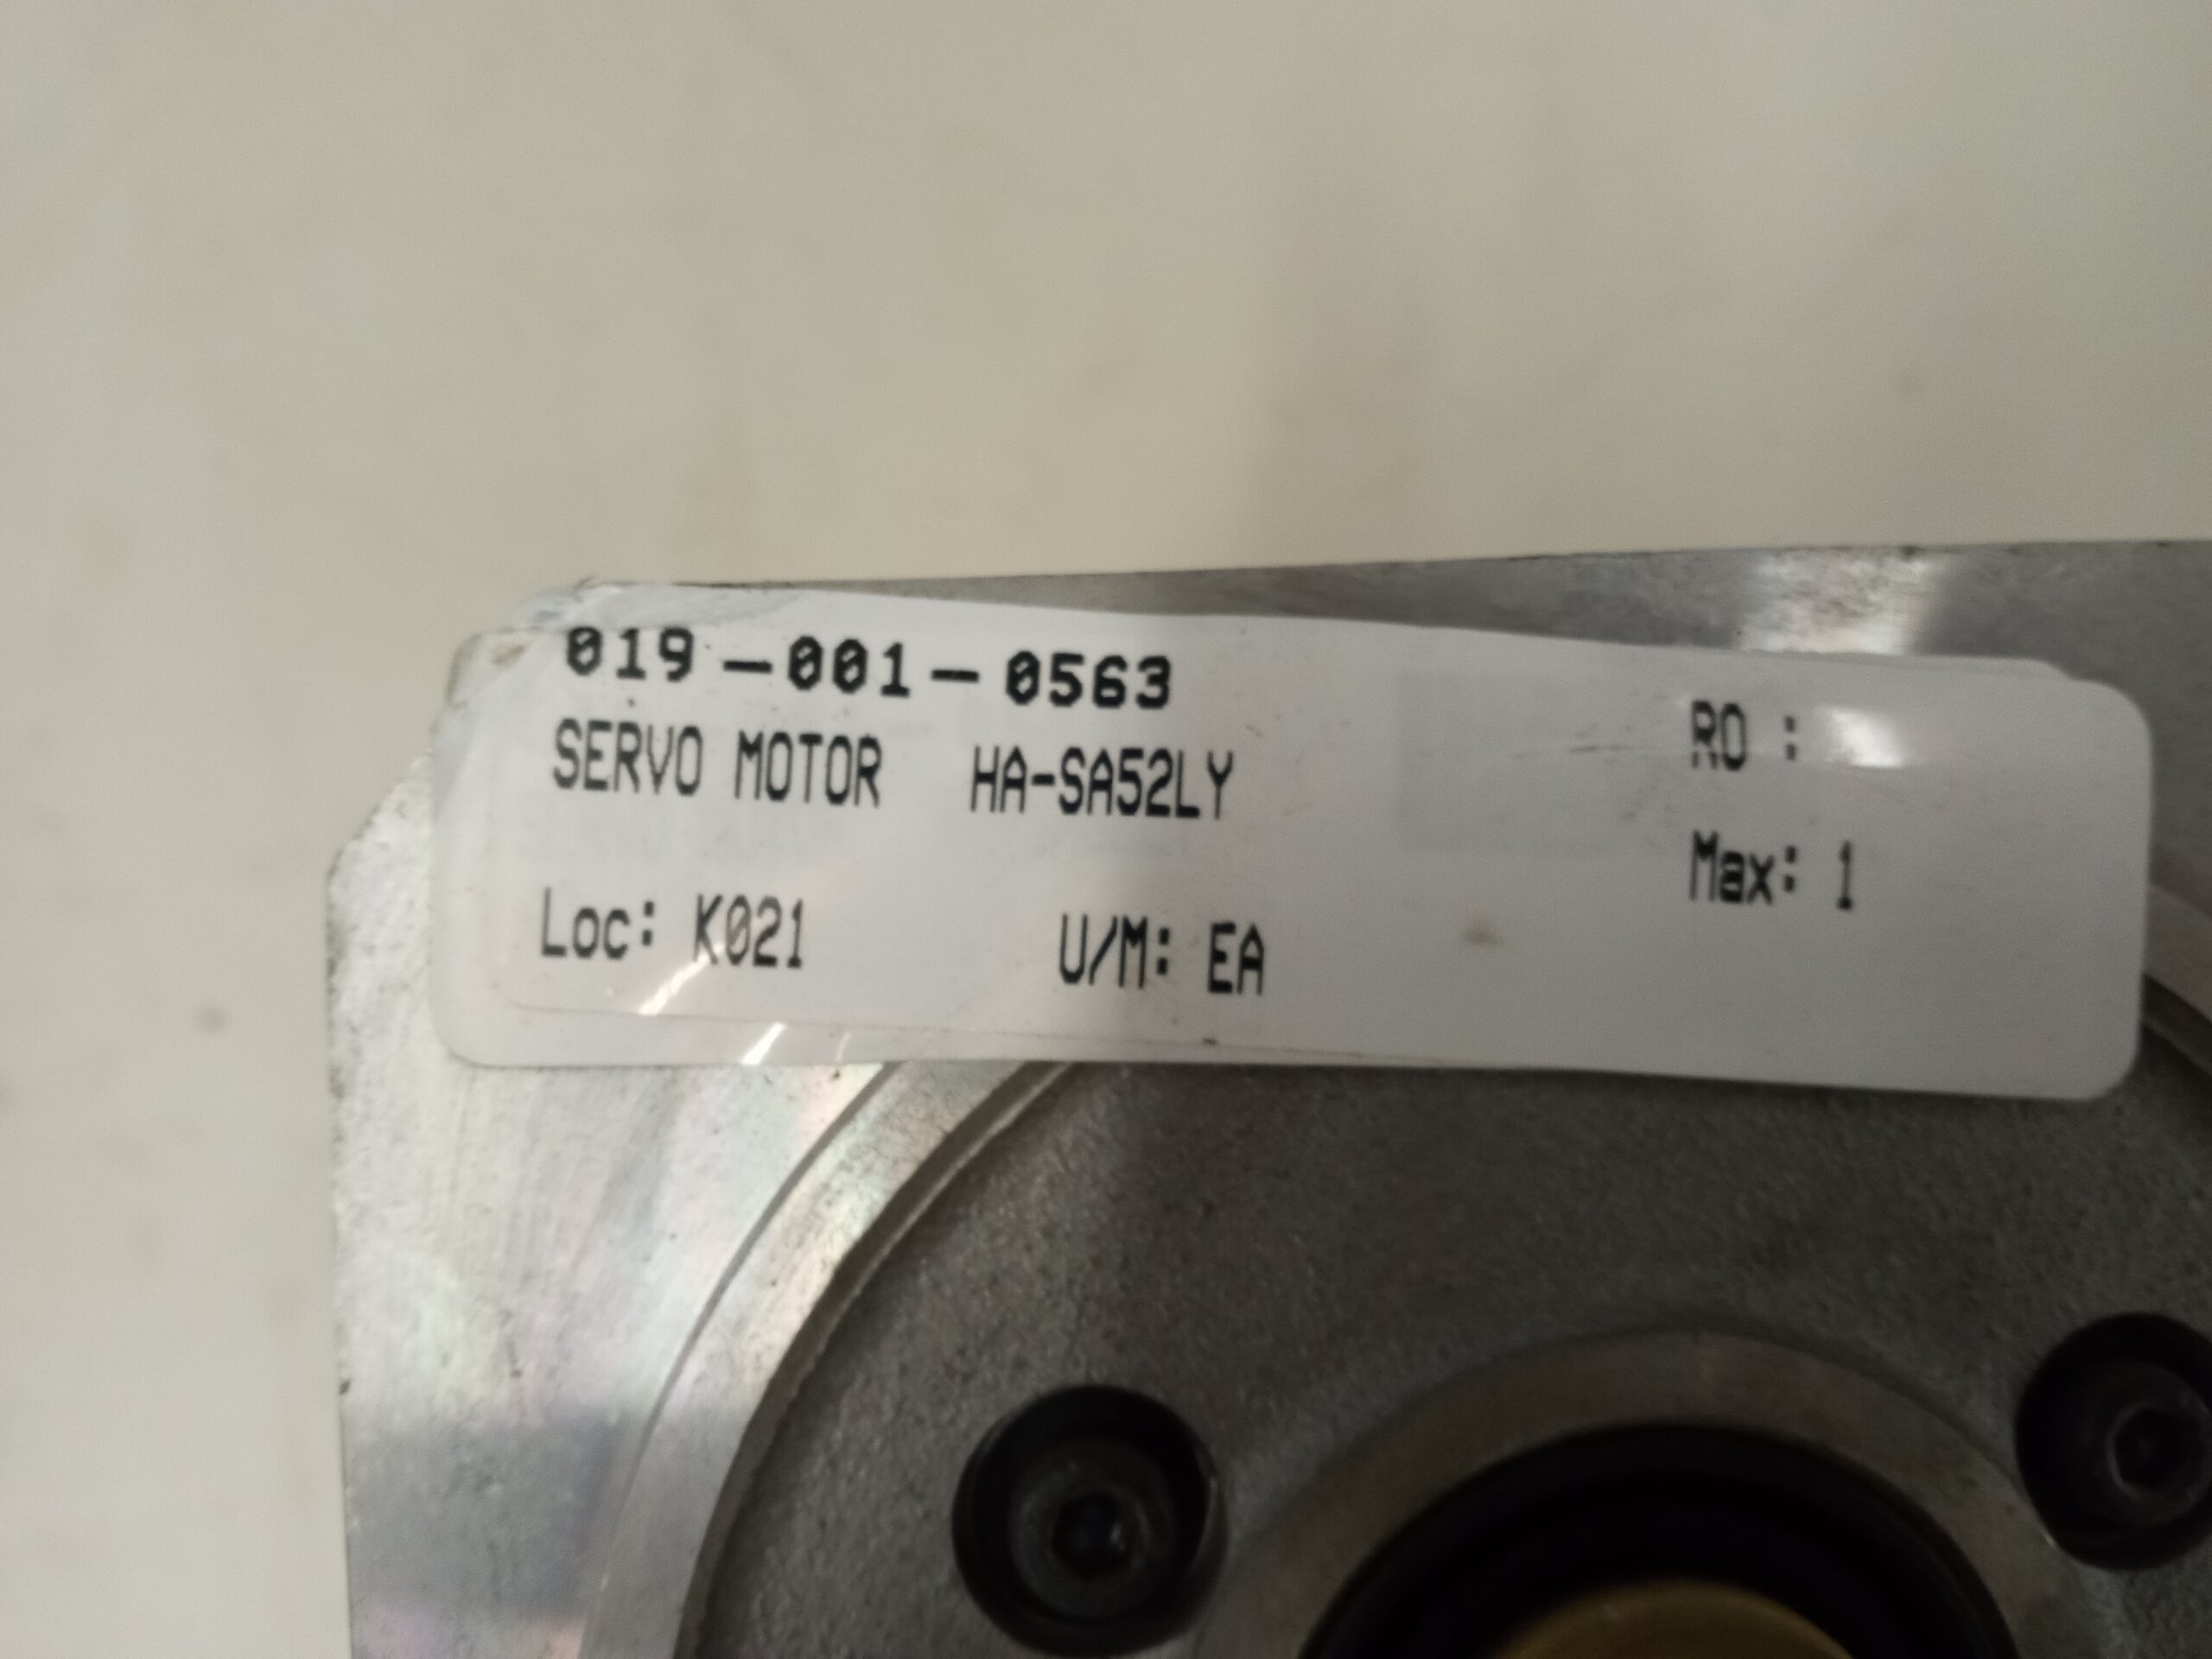 019-001-0563
SERVO MOTOR HA-SA52LY
RO :
Max: 1
Loc: K021 U/M: EA